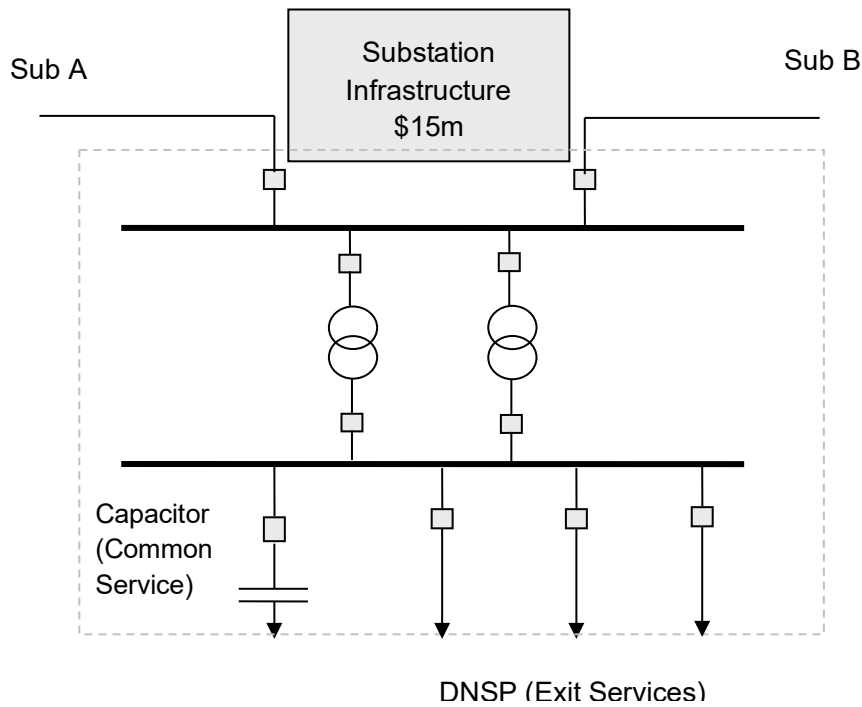 Sub A
Substation
Infrastructure
$15m
Sub B
Capacitor
(Common
Service)
DNSP (Exit Services)